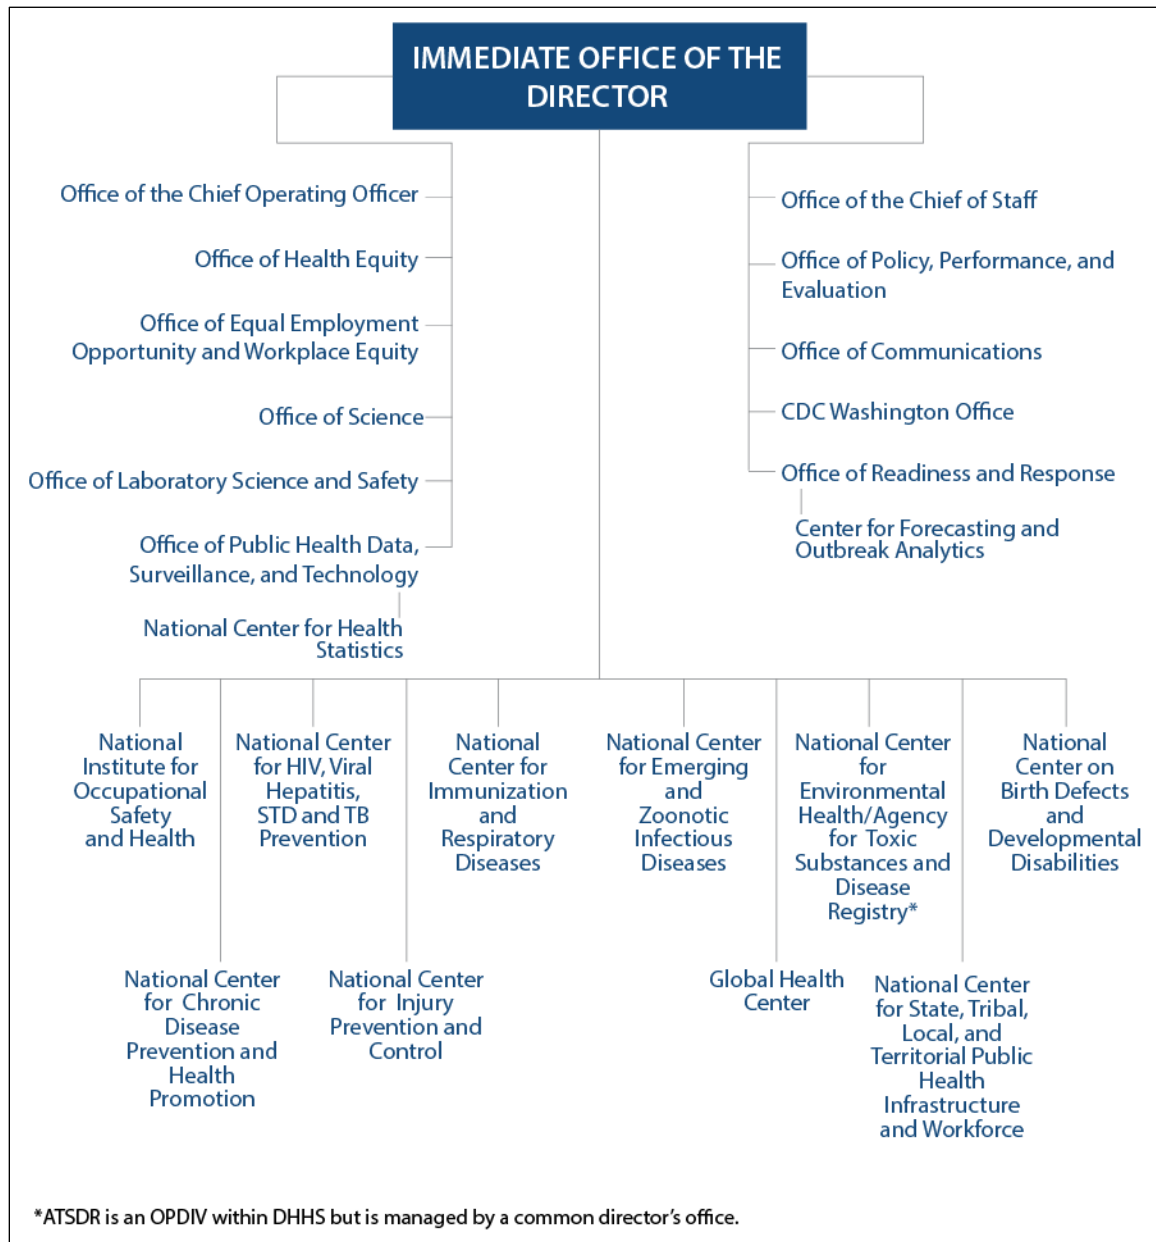 IMMEDIATE OFFICE OF THE
DIRECTOR
Office of the Chief Operating Officer
Office of Health Equity
Office of Equal Employment
Opportunity and Workplace Equity
Office of Science
Office of Laboratory Science and Safety
Office of Public Health Data,
Surveillance, and Technology
National Center for Health
Statistics
Office of the Chief of Staff
Office of Policy, Performance, and
Evaluation
Office of Communications
CDC Washington Office
Office of Readiness and Response
Center for Forecasting and
Outbreak Analytics
National
Institute for
Occupational
Safety
and Health
National Center
for HIV, Viral
Hepatitis,
STD and TB
Prevention
National
Center for
Immunization
and
Respiratory
Diseases
National Center
for Emerging
and
Zoonotic
Infectious
Diseases
National Center
for
Environmental
Health/Agency
for Toxic
Substances and
Disease
Registry*
National
Center on
Birth Defects
and
Developmental
Disabilities
National Center
for Chronic
Disease
Prevention and
Health
Promotion
National Center
for Injury
Prevention and
Control
Global Health
Center
National Center
for State, Tribal,
Local, and
Territorial Public
Health
Infrastructure
and Workforce
*ATSDR is an OPDIV within DHHS but is managed by a common director's office.